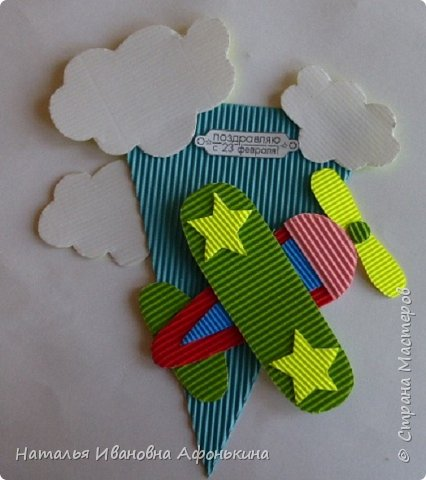 поздравляю
с 23 февраля!
© Страна Мастеров
Наталья Ивановна Афонькина